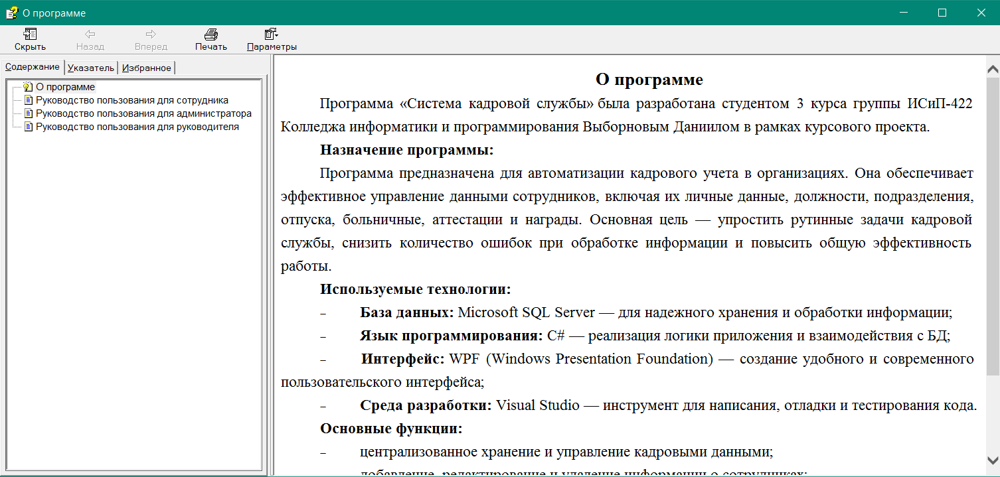 О программе
Скрыть Назад Вперед Печать Параметры
Содержание Указатель Избранное
О программе
Руководство пользования для сотрудника
Руководство пользования для администратора
Руководство пользования для руководителя
О программе
Программа «Система кадровой службы» была разработана студентом 3 курса группы ИСиП-422
Колледжа информатики и программирования Выборновым Даниилом в рамках курсового проекта.
Назначение программы:
Программа предназначена для автоматизации кадрового учета в организациях. Она обеспечивает
эффективное управление данными сотрудников, включая их личные данные, должности, подразделения,
отпуска, больничные, аттестации и награды. Основная цель — упростить рутинные задачи кадровой
службы, снизить количество ошибок при обработке информации и повысить общую эффективность
работы.
Используемые технологии:
– База данных: Microsoft SQL Server — для надежного хранения и обработки информации;
– Язык программирования: C# — реализация логики приложения и взаимодействия с БД;
– Интерфейс: WPF (Windows Presentation Foundation) — создание удобного и современного
пользовательского интерфейса;
– Среда разработки: Visual Studio — инструмент для написания, отладки и тестирования кода.
Основные функции:
– централизованное хранение и управление кадровыми данными;
добавление, редактирование и удаление информации о сотрудниках;